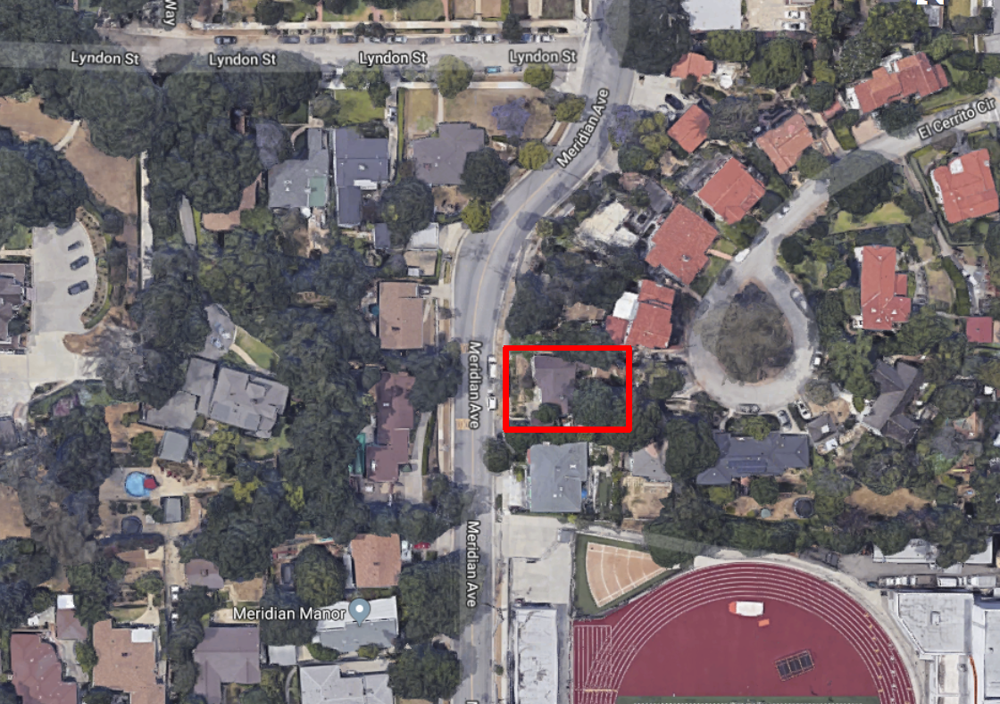 Way
Lyndon St
Lyndon St
Lyndon St
Lyndon St
Meridian Ave
El Cerrito Cir
Meridian Ave
Meridian Ave
Meridian Manor